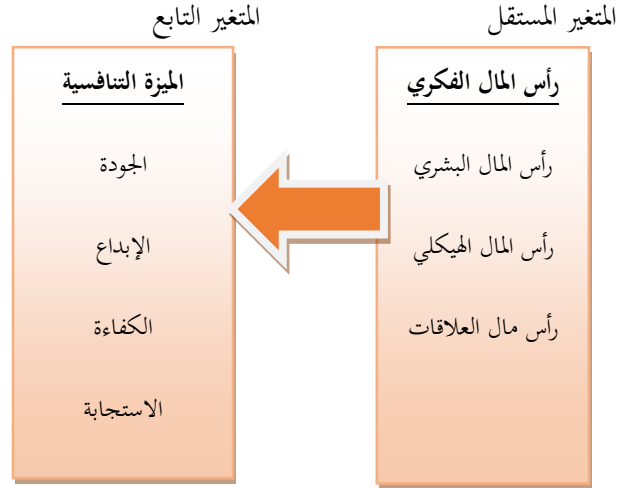 المتغير المستقل
رأس المال الفكري
رأس المال البشري
رأس المال الهيكلي
رأس مال العلاقات
المتغير التابع
الميزة التنافسية
الجودة
الإبداع
الكفاءة
الاستجابة